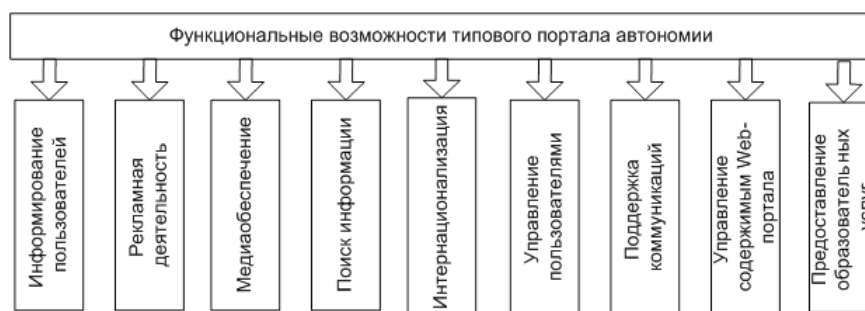 Функциональные возможности типового портала автономии
Информирование
пользователей
Рекламная
деятельность
Медиаобеспечение
Поиск информации
Интернационализация
Управление
пользователями
Поддержка
коммуникаций
Управление
содержимым Web-
портала
Предоставление
образовательных